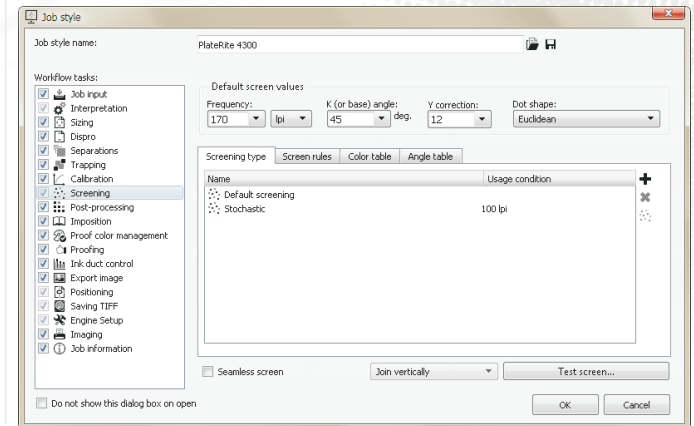 Job style
Job style name:
PlateRite 4300
Workflow tasks:
Job input
Interpretation
Sizing
Dispro
Separations
Trapping
Calibration
Screening
Post-processing
Imposition
Proof color management
Proofing
Ink duct control
Export image
Positioning
Saving TIFF
Engine Setup
Imaging
Job information
Default screen values
Frequency: K (or base) angle: Y correction: Dot shape:
170 lpi 45 deg. 12 Euclidean
Screening type Screen rules Color table Angle table
Name Usage condition
Default screening
Stochastic 100 lpi
Seamless screen Join vertically Test screen...
Do not show this dialog box on open OK Cancel